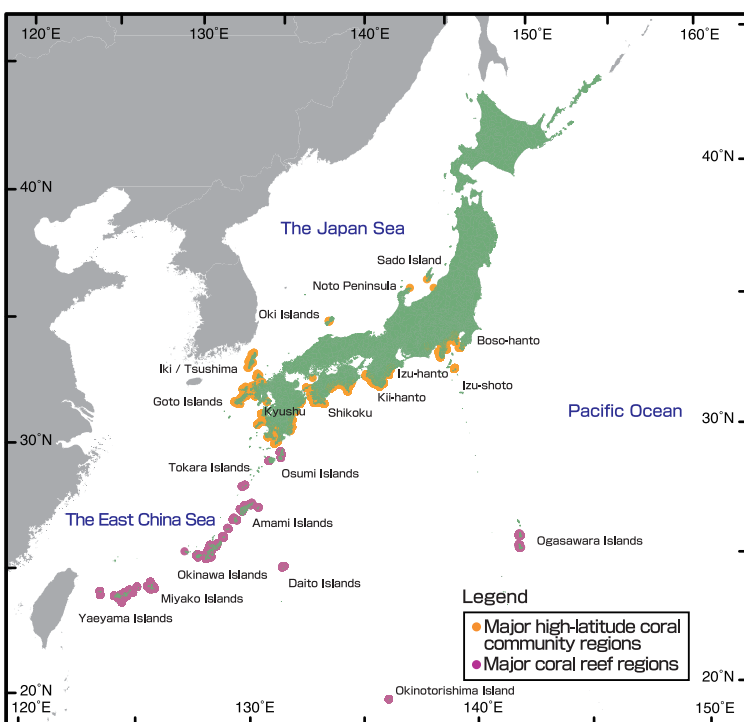 120°E 130°E 140°E 150°E 160°E
40°N
40°N
The Japan Sea
Sado Island
Noto Peninsula
Oki Islands
Boso-hanto
Iki / Tsushima
Izu-hanto
Izu-shoto
Goto Islands
Kii-hanto
Kyushu
Shikoku
Pacific Ocean
30°N
30°N
Tokara Islands
Osumi Islands
The East China Sea
Amami Islands
Ogasawara Islands
Okinawa Islands
Daito Islands
Miyako Islands
Yaeyama Islands
Legend
Major high-latitude coral
community regions
Major coral reef regions
20°N
20°N
Okinotorishima Island
120°E 130°E 140°E 150°E